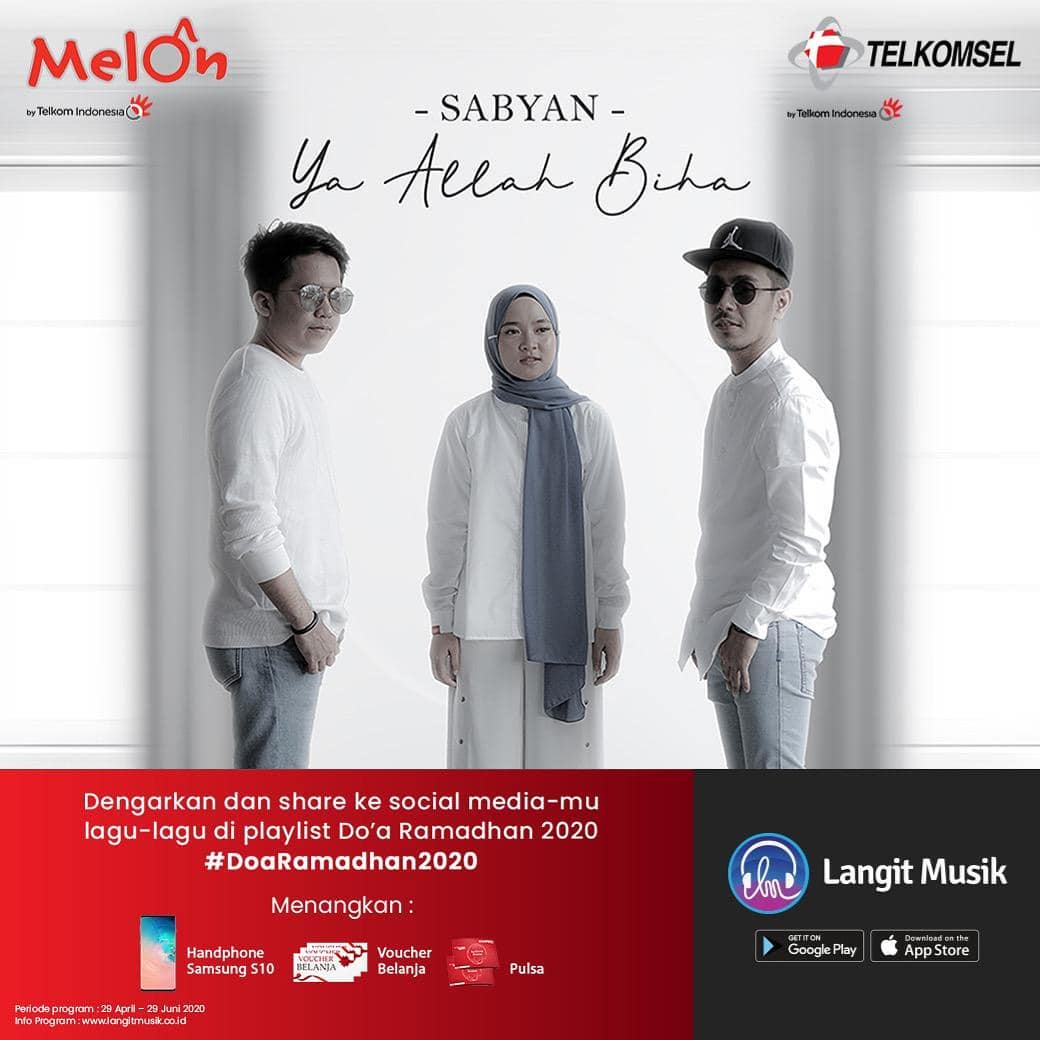 MelOn
by Telkom Indonesia
TELKOMSEL
by Telkom Indonesia
- SABYAN -
Ya Allah Biha
Dengarkan dan share ke social media-mu
lagu-lagu di playlist Do'a Ramadhan 2020
#DoaRamadhan2020
Menangkan :
Handphone
Samsung S10
VOUCHER
BELANJA
Voucher
Belanja
Pulsa
Periode program : 29 April – 29 Juni 2020
Info Program : www.langitmusik.co.id
lm
Langit Musik
GET IT ON
Google Play
Download on the
App Store